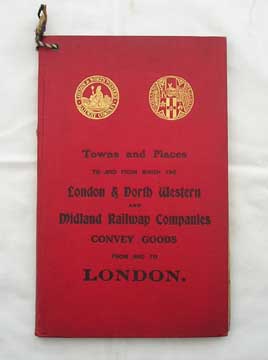 Towns and Places
TO AND FROM WHICH THE
London & North Western
AND
Midland Railway Companies
CONVEY GOODS
FROM AND TO
LONDON.